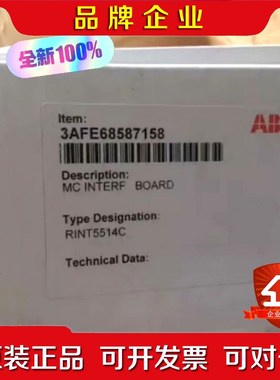 品 牌 企 业
全新100%
Item:
3AFE68587158
ABB
Description:
MC INTERF BOARD
Type Designation:
RINT5514C
Technical Data:
企业
装正品 可开发票 可对